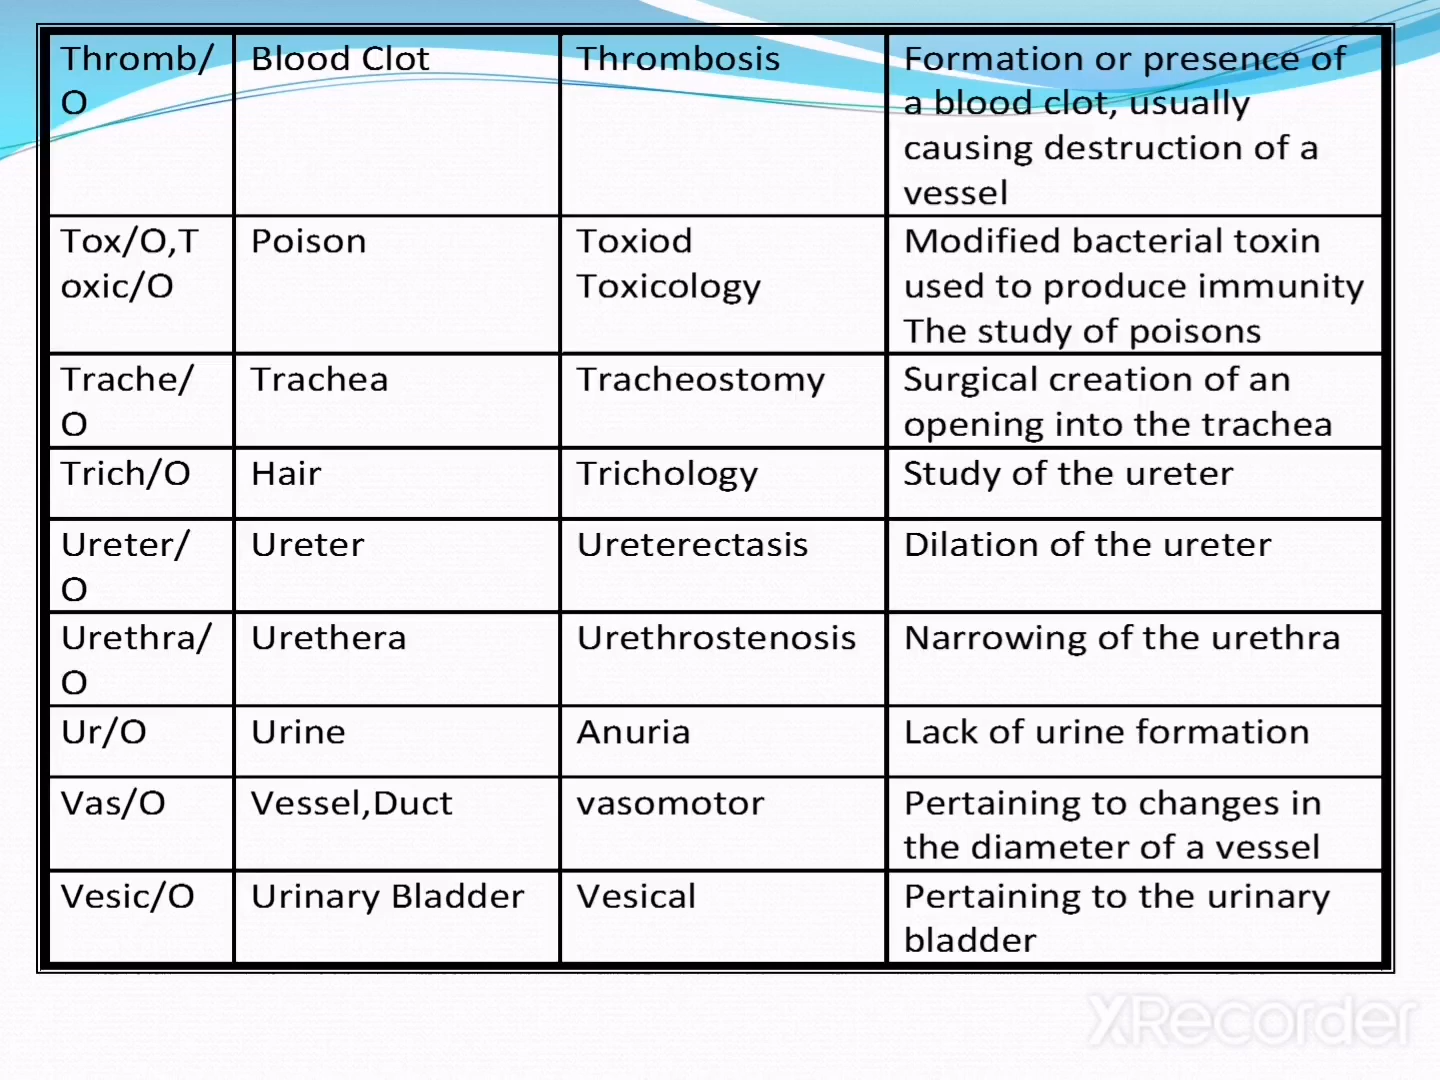 Thromb/ Blood Clot Thrombosis Formation or presence of
O a blood clot, usually
causing destruction of a
vessel
Tox/O,T Poison Toxiod Modified bacterial toxin
oxic/O Toxicology used to produce immunity
The study of poisons
Trache/ Trachea Tracheostomy Surgical creation of an
O opening into the trachea
Trich/O Hair Trichology Study of the ureter
Ureter/ Ureter Ureterectasis Dilation of the ureter
O
Urethra/ Urethera Urethrostenosis Narrowing of the urethra
O
Ur/O Urine Anuria Lack of urine formation
Vas/O Vessel,Duct vasomotor Pertaining to changes in
the diameter of a vessel
Vesic/O Urinary Bladder Vesical Pertaining to the urinary
bladder
XRecorder